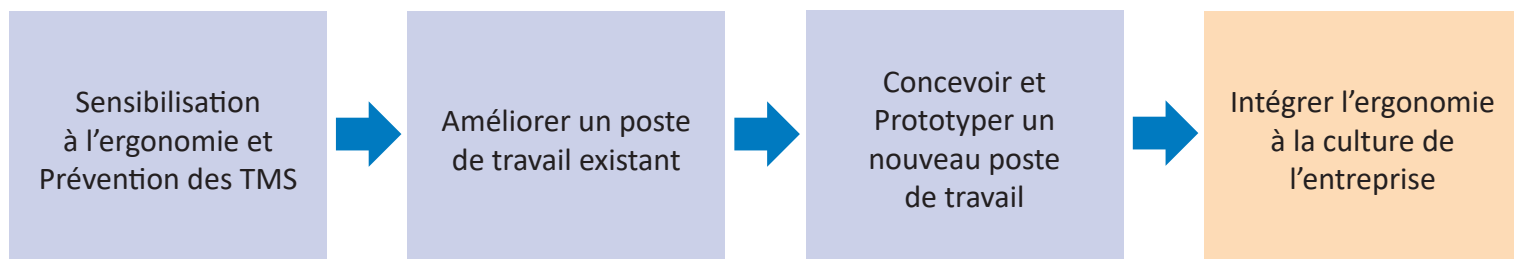 Sensibilisation
à l’ergonomie et
Prévention des TMS
Améliorer un poste
de travail existant
Concevoir et
Prototyper un
nouveau poste
de travail
Intégrer l’ergonomie
à la culture de
l’entreprise